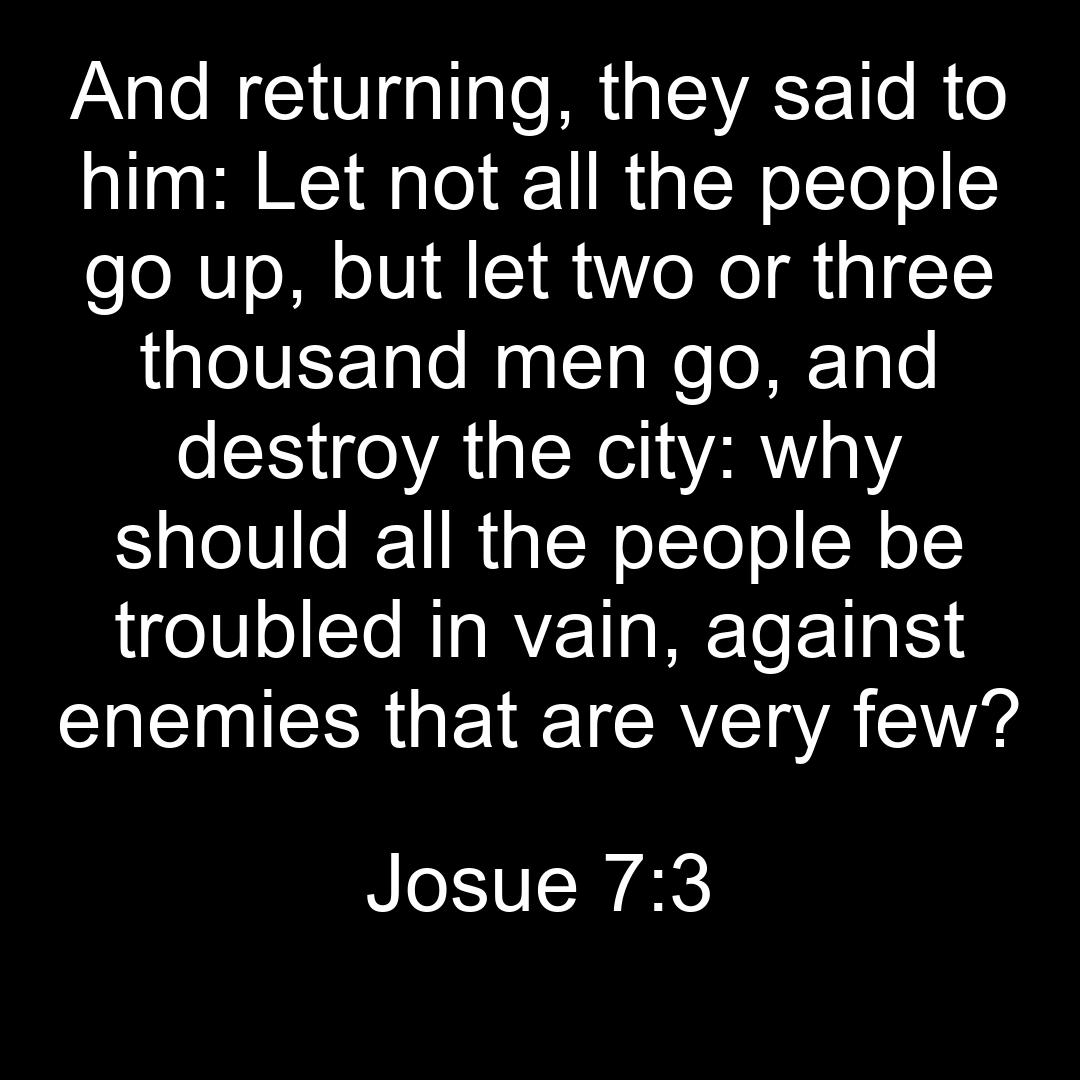 And returning, they said to
him: Let not all the people
go up, but let two or three
thousand men go, and
destroy the city: why
should all the people be
troubled in vain, against
enemies that are very few?
Josue 7:3